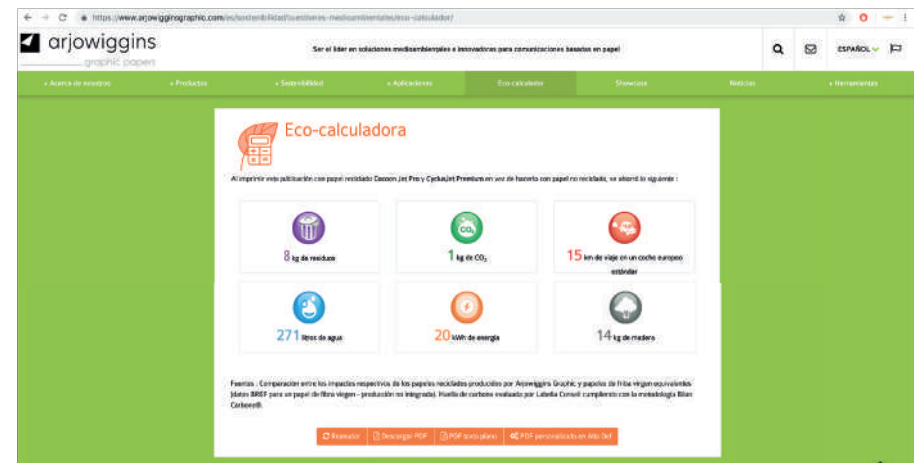 https://www.arjowigginsgraphic.com/es/sostenibilidad/cuestiones-medioambientales/eco-calculador/
arjowiggins
graphic papers
Ser el líder en soluciones medioambientales e innovadoras para comunicaciones basadas en papel
ESPAÑOL
+ Acerca de nosotros + Productos + Sostenibilidad + Aplicaciones Eco-calculador Showcase Noticias + Herramientas
Eco-calculadora
Al imprimir esta publicación con papel reciclado Cocoon Jet Pro y CyclusJet Premium en vez de hacerlo con papel no reciclado, se ahorró lo siguiente :
CO₂
8 kg de residuos
1 kg de CO₂
15 km de viaje en un coche europeo
estándar
271 litros de agua
20 kWh de energía
14 kg de madera
Fuentes : Comparación entre los impactos respectivos de los papeles reciclados producidos por Arjowiggins Graphic y papeles de friba virgen equivalentes
(datos BREF para un papel de fibra virgen - producción no integrada). Huella de carbono evaluada por Labelia Conseil cumpliendo con la metodología Bilan
Carbone®.
Reanudar Descargar PDF PDF texto plano PDF personalizado en Alto Def